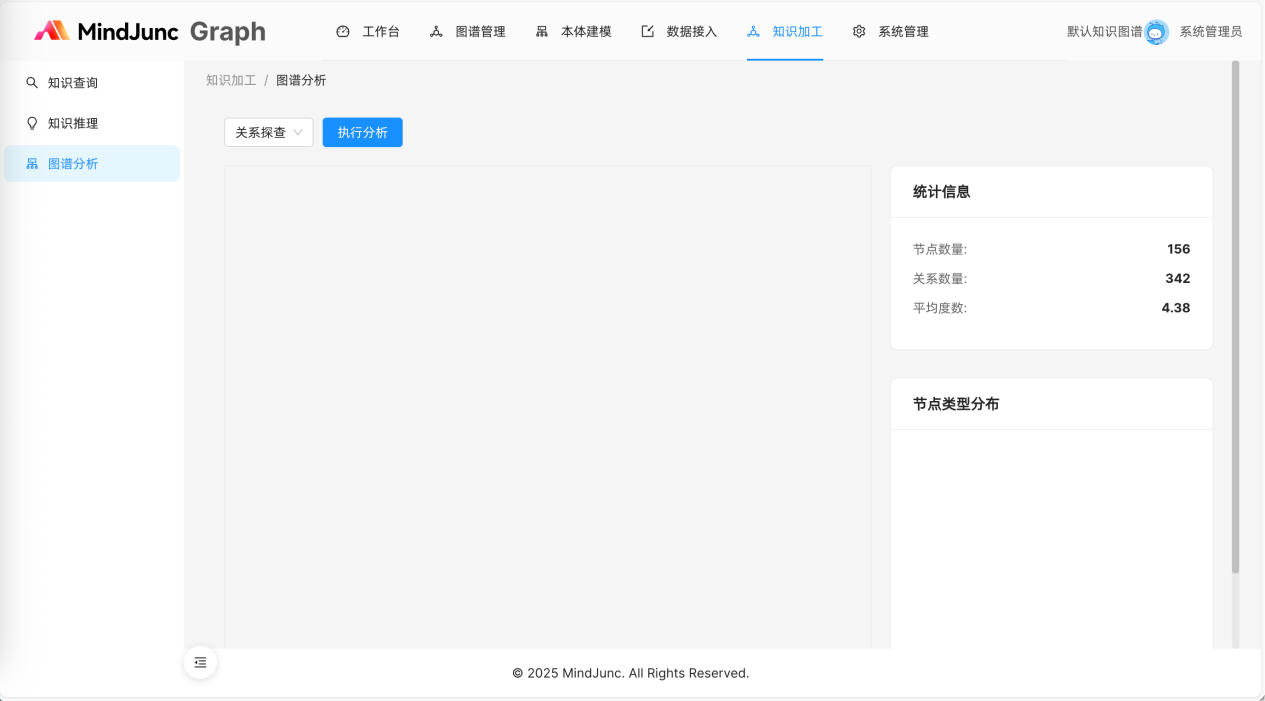 MindJunc Graph
工作台
图谱管理
本体建模
数据接入
知识加工
系统管理
默认知识图谱
系统管理员
知识查询
知识推理
图谱分析
知识加工 / 图谱分析
关系探查
执行分析
统计信息
节点数量: 156
关系数量: 342
平均度数: 4.38
节点类型分布
© 2025 MindJunc. All Rights Reserved.